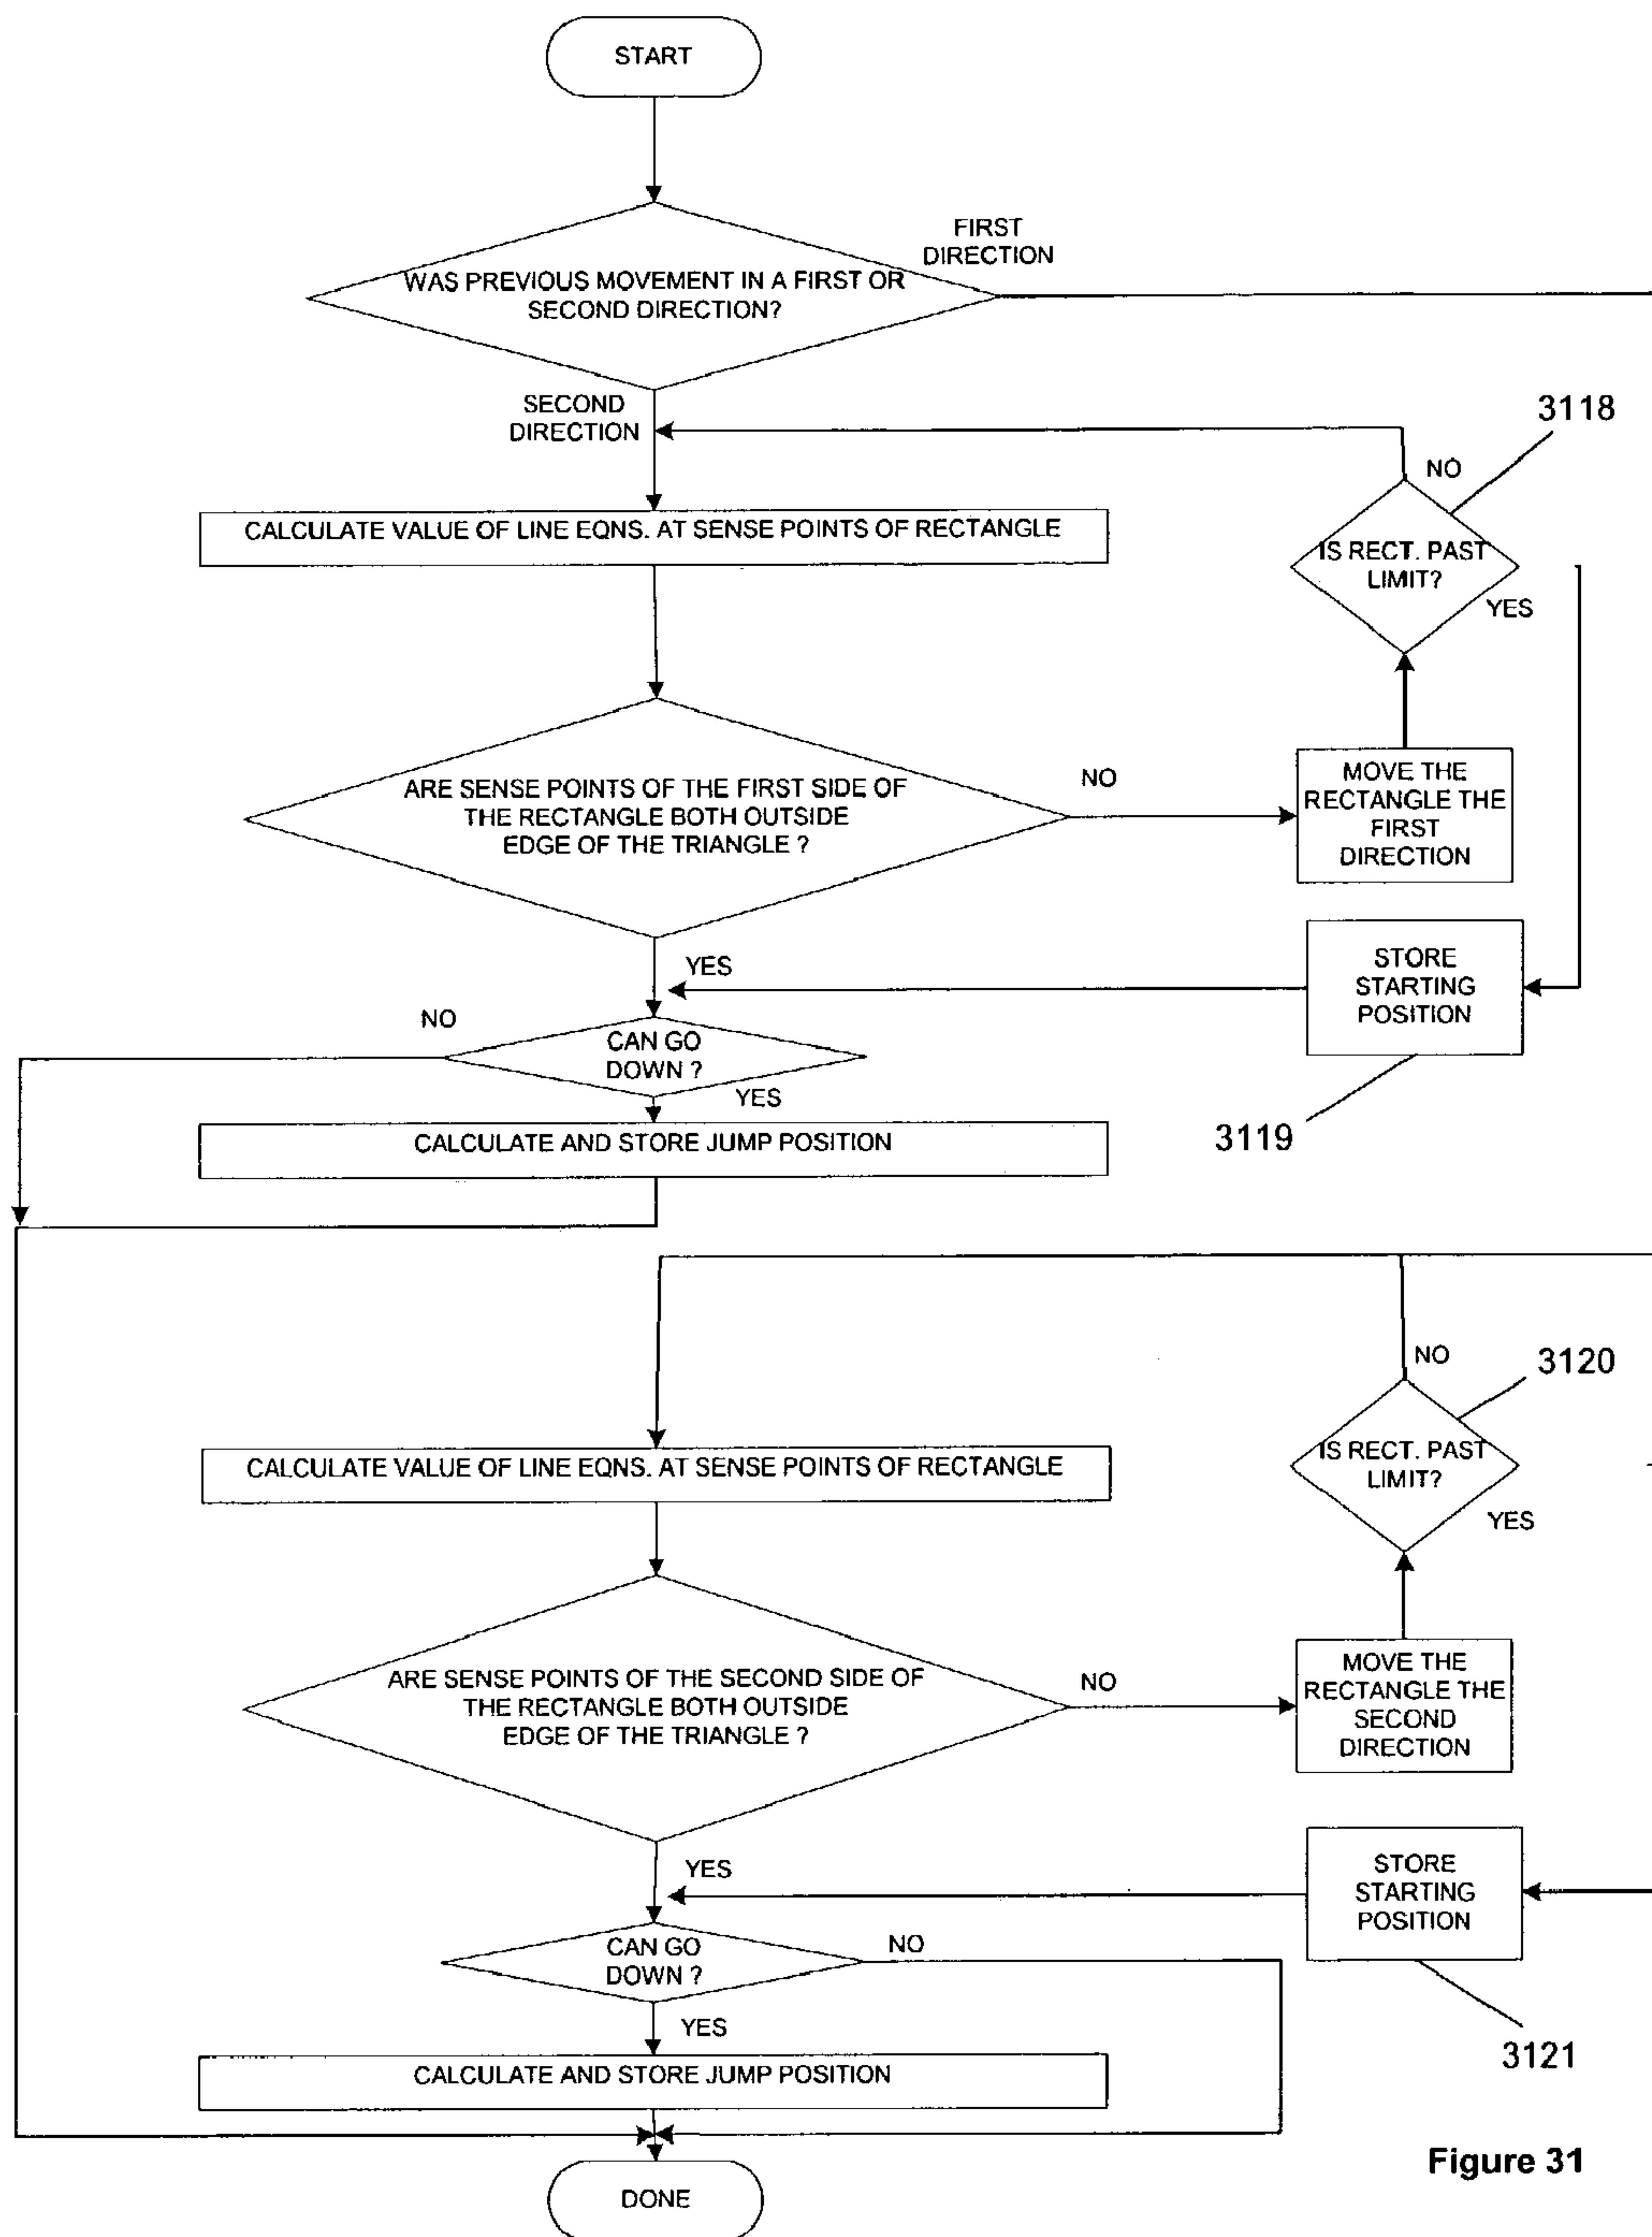 START
FIRST
DIRECTION
WAS PREVIOUS MOVEMENT IN A FIRST OR
SECOND DIRECTION?
SECOND
DIRECTION
3118
NO
CALCULATE VALUE OF LINE EQNS. AT SENSE POINTS OF RECTANGLE
IS RECT. PAST
LIMIT?
YES
ARE SENSE POINTS OF THE FIRST SIDE OF
THE RECTANGLE BOTH OUTSIDE
EDGE OF THE TRIANGLE ?
NO
MOVE THE
RECTANGLE THE
FIRST
DIRECTION
YES
STORE
STARTING
POSITION
NO
CAN GO
DOWN ?
YES
3119
CALCULATE AND STORE JUMP POSITION
NO
3120
CALCULATE VALUE OF LINE EQNS. AT SENSE POINTS OF RECTANGLE
IS RECT. PAST
LIMIT?
YES
ARE SENSE POINTS OF THE SECOND SIDE OF
THE RECTANGLE BOTH OUTSIDE
EDGE OF THE TRIANGLE ?
NO
MOVE THE
RECTANGLE THE
SECOND
DIRECTION
YES
STORE
STARTING
POSITION
CAN GO
DOWN ?
NO
YES
3121
CALCULATE AND STORE JUMP POSITION
Figure 31
DONE